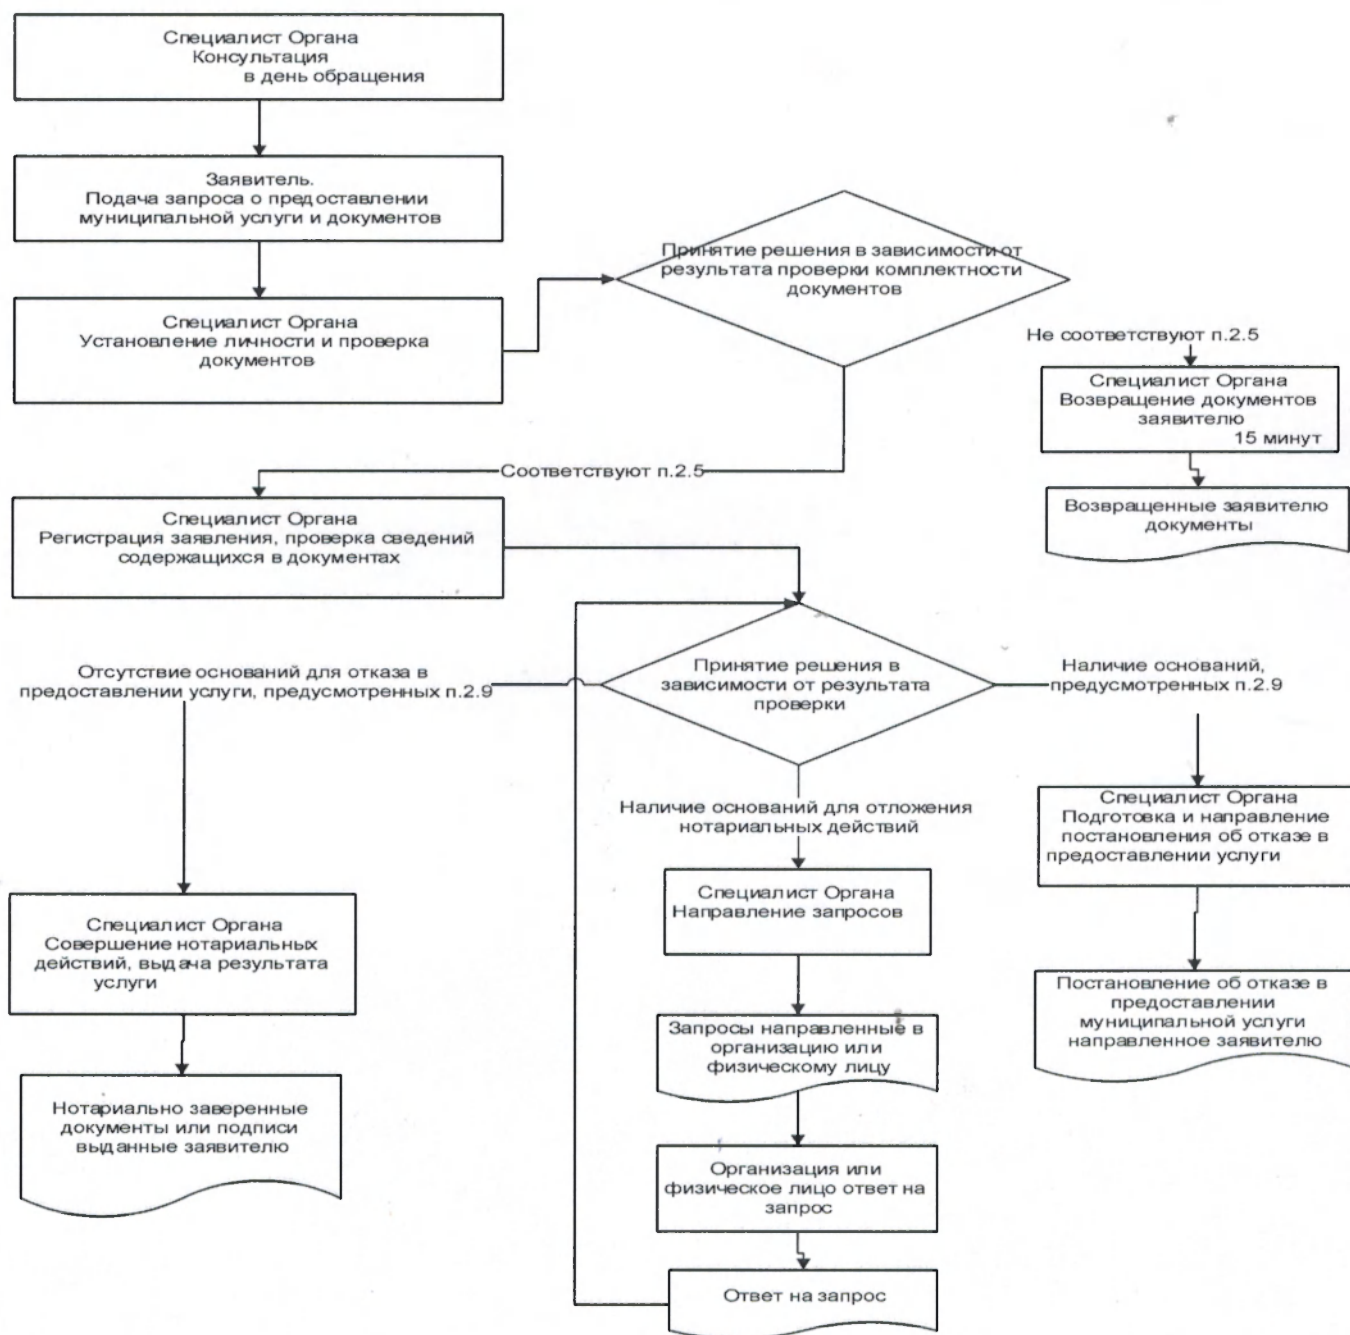 Специалист Органа
Консультация
в день обращения
Заявитель.
Подача запроса о предоставлении
муниципальной услуги и документов
Специалист Органа
Установление личности и проверка
документов
Принятие решения в зависимости от
результата проверки комплектности
документов
Не соответствуют п.2.5
Специалист Органа
Возвращение документов
заявителю
15 минут
Возвращенные заявителю
документы
Соответствуют п.2.5
Специалист Органа
Регистрация заявления, проверка сведений
содержащихся в документах
Принятие решения в
зависимости от результата
проверки
Отсутствие оснований для отказа в
предоставлении услуги, предусмотренных п.2.9
Наличие оснований,
предусмотренных п.2.9
Наличие оснований для отложения
нотариальных действий
Специалист Органа
Подготовка и направление
постановления об отказе в
предоставлении услуги
Специалист Органа
Направление запросов
Специалист Органа
Совершение нотариальных
действий, выдача результата
услуги
Постановление об отказе в
предоставлении
муниципальной услуги
направленное заявителю
Запросы направленные в
организацию или
физическому лицу
Нотариально заверенные
документы или подписи
выданные заявителю
Организация или
физическое лицо ответ на
запрос
Ответ на запрос